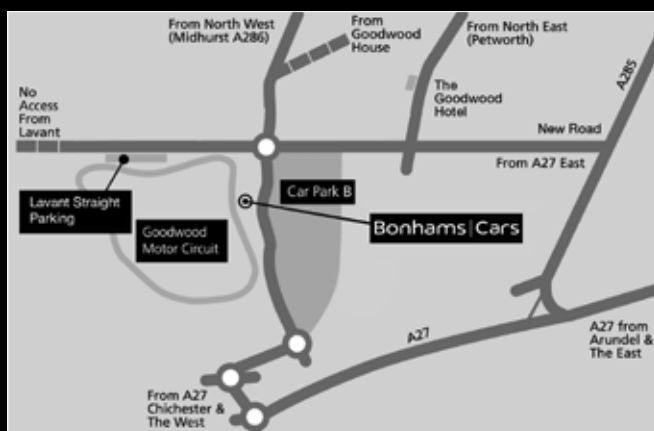 From North West
(Midhurst A286)
From
Goodwood
House
From North East
(Petworth)
A285
No
Access
From
Lavant
The
Goodwood
Hotel
New Road
From A27 East
Lavant Straight
Parking
Car Park B
Goodwood
Motor Circuit
Bonhams|Cars
A27
A27 from
Arundel &
The East
From A27
Chichester &
The West